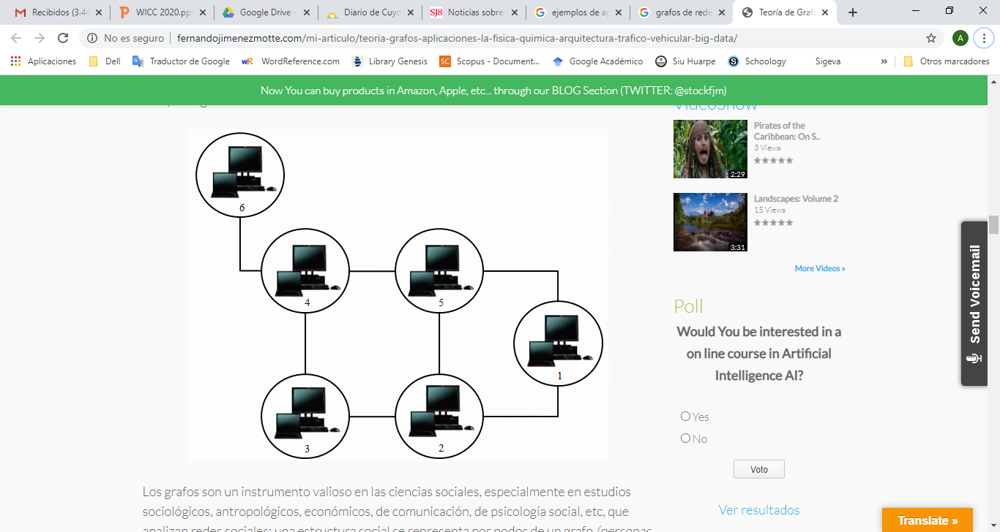 Recibidos (3,44
WICC 2020.pp
Google Drive -
Diario de Cuyo
SJ8 Noticias sobre
ejemplos de a
grafos de rede
Teoría de Graf
No es seguro | fernandojimenezmotte.com/mi-articulo/teoria-grafos-aplicaciones-la-fisica-quimica-arquitectura-trafico-vehicular-big-data/
A
Aplicaciones Dell Traductor de Google WordReference.com Library Genesis SC Scopus - Document... Google Académico Siu Huarpe Schoology Sigeva » Otros marcadores
Now You can buy products in Amazon, Apple, etc... through our BLOG Section (TWITTER: @stockfjm)
6
4
5
1
3
2
Los grafos son un instrumento valioso en las ciencias sociales, especialmente en estudios
sociológicos, antropológicos, económicos, de comunicación, de psicología social, etc, que
analizan redes sociales: una estructura social se representa por nodos de un grafo (personas
VideoShow
Pirates of the
Caribbean: On S..
3 Views
2:29
Landscapes: Volume 2
15 Views
3:31
More Videos »
Poll
Would You be interested in a
on line course in Artificial
Intelligence AI?
Yes
No
Voto
Ver resultados
Send Voicemail
Translate »